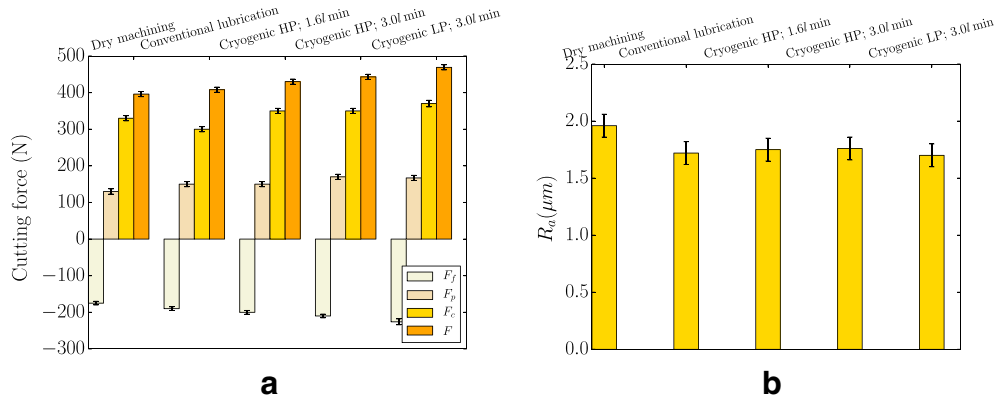 Dry machining
Conventional lubrication
Cryogenic HP; 1.6l min
Cryogenic HP; 3.0l min
Cryogenic LP; 3.0l min
500
400
300
200
100
0
−100
−200
−300
Cutting force (N)
F_f
F_p
F_c
F
a
Dry machining
Conventional lubrication
Cryogenic HP; 1.6l min
Cryogenic HP; 3.0l min
Cryogenic LP; 3.0l min
2.5
2.0
1.5
1.0
0.5
0.0
R_a(μm)
b